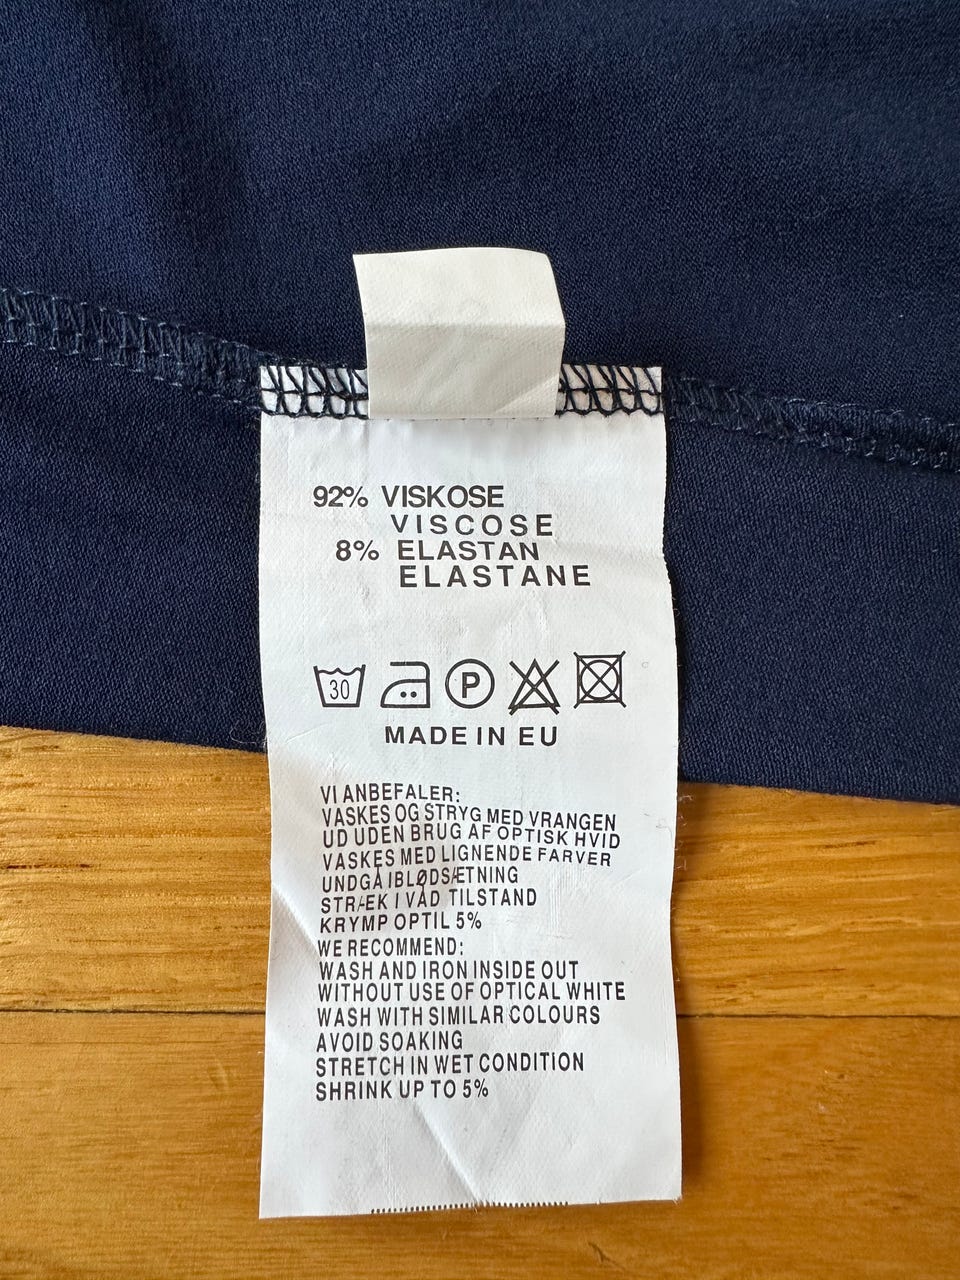 92% VISKOSE
VISCOSE
8% ELASTAN
ELASTANE
30 P
MADE IN EU
VI ANBEFALER:
VASKES OG STRYG MED VRANGEN
UD UDEN BRUG AF OPTISK HVID
VASKES MED LIGNENDE FARVER
UNDGÅ IBLØDSÆTNING
STRÆK I VÅD TILSTAND
KRYMP OPTIL 5%
WE RECOMMEND:
WASH AND IRON INSIDE OUT
WITHOUT USE OF OPTICAL WHITE
WASH WITH SIMILAR COLOURS
AVOID SOAKING
STRETCH IN WET CONDITION
SHRINK UP TO 5%